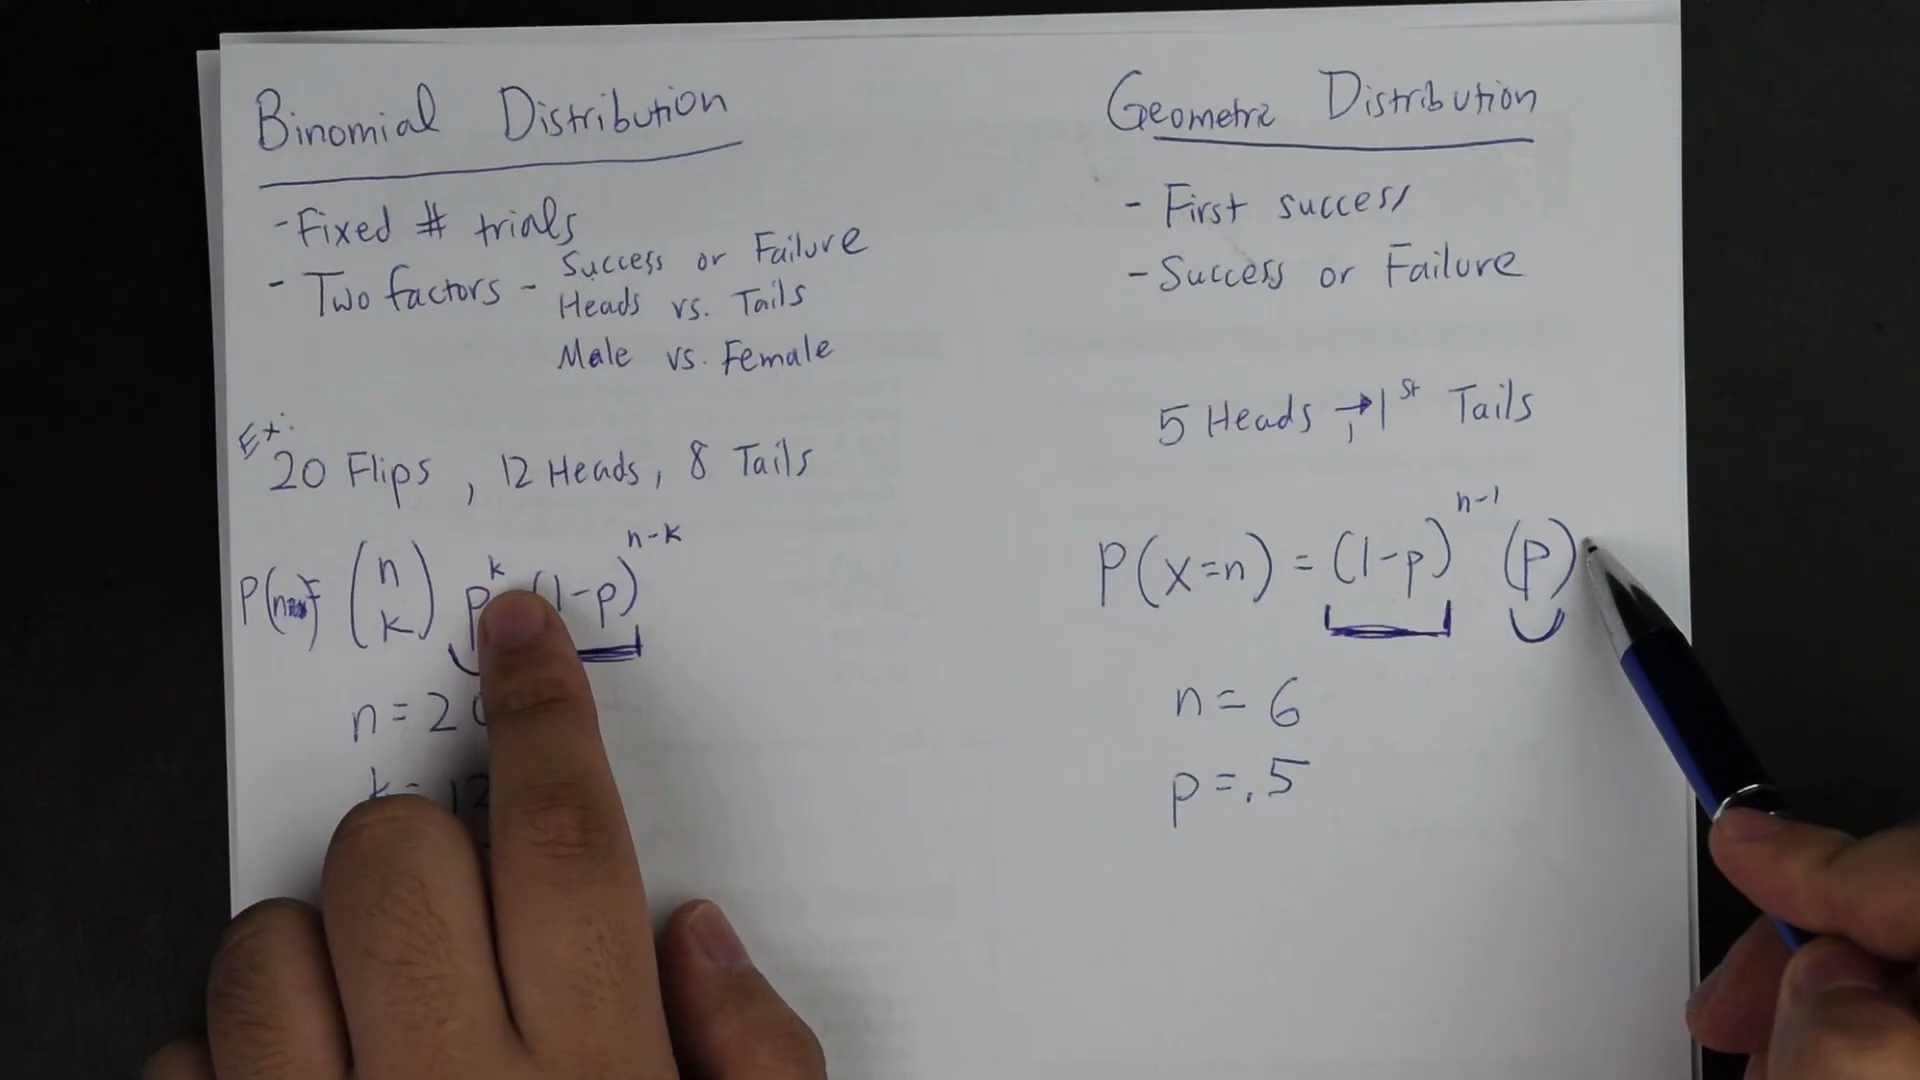 Binomial Distribution
- Fixed # trials
- Two factors - Success or Failure
Heads vs. Tails
Male vs. Female
Ex:
20 Flips , 12 Heads, 8 Tails
(n k) p^k (1-p)^n-k
n = 20
k = 12
Geometric Distribution
- First success
- Success or Failure
5 Heads → 1st Tails
P(X=n) = (1-p)^n-1 (p)
n = 6
p = .5